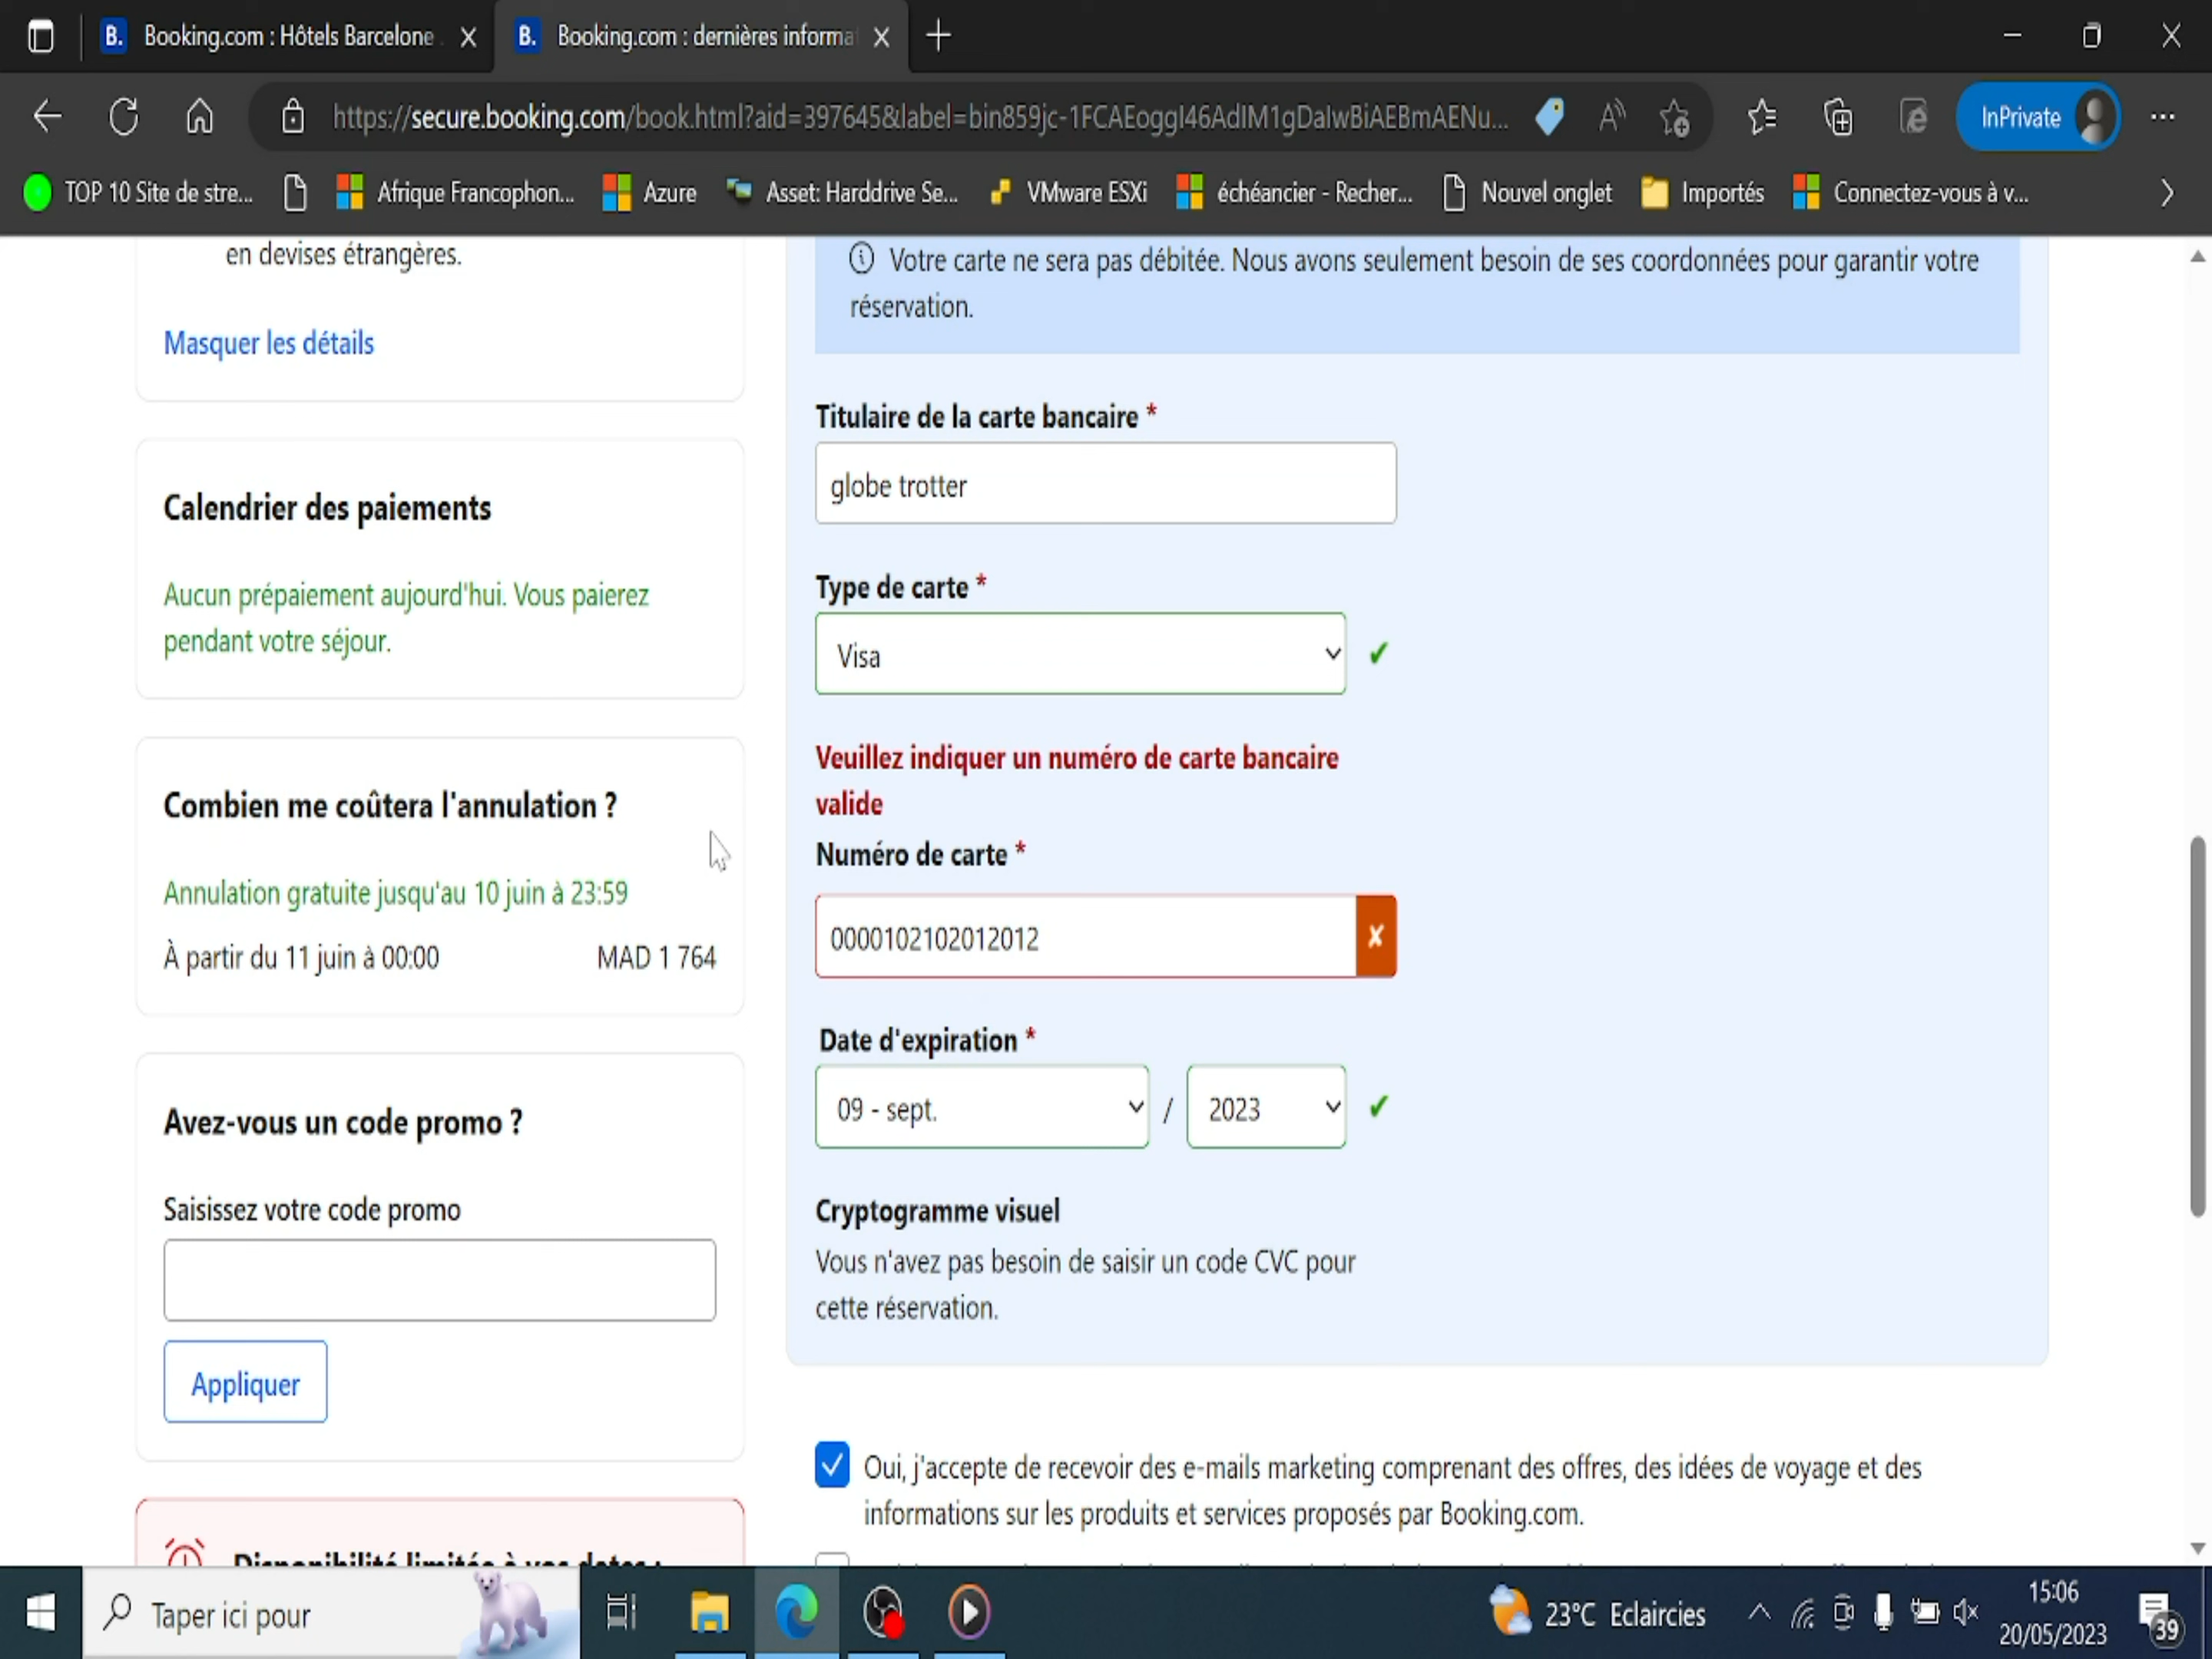 Booking.com : Hôtels Barcelone
Booking.com : dernières informa
https://secure.booking.com/book.html?aid=397645&label=bin859jc-1FCAEoggI46AdIM1gDaIwBiAEBmAENu...
InPrivate
TOP 10 Site de stre...
Afrique Francophon...
Azure
Asset: Harddrive Se...
VMware ESXi
échéancier - Recher...
Nouvel onglet
Importés
Connectez-vous à v...
en devises étrangères.
Masquer les détails
Calendrier des paiements
Aucun prépaiement aujourd'hui. Vous paierez
pendant votre séjour.
Combien me coûtera l'annulation ?
Annulation gratuite jusqu'au 10 juin à 23:59
À partir du 11 juin à 00:00 MAD 1 764
Avez-vous un code promo ?
Saisissez votre code promo
Appliquer
Disponibilité limitée à vos dates :
Votre carte ne sera pas débitée. Nous avons seulement besoin de ses coordonnées pour garantir votre
réservation.
Titulaire de la carte bancaire *
globe trotter
Type de carte *
Visa
Veuillez indiquer un numéro de carte bancaire
valide
Numéro de carte *
0000102102012012
Date d'expiration *
09 - sept. / 2023
Cryptogramme visuel
Vous n'avez pas besoin de saisir un code CVC pour
cette réservation.
Oui, j'accepte de recevoir des e-mails marketing comprenant des offres, des idées de voyage et des
informations sur les produits et services proposés par Booking.com.
Taper ici pour
23°C Eclaircies
15:06
20/05/2023
39